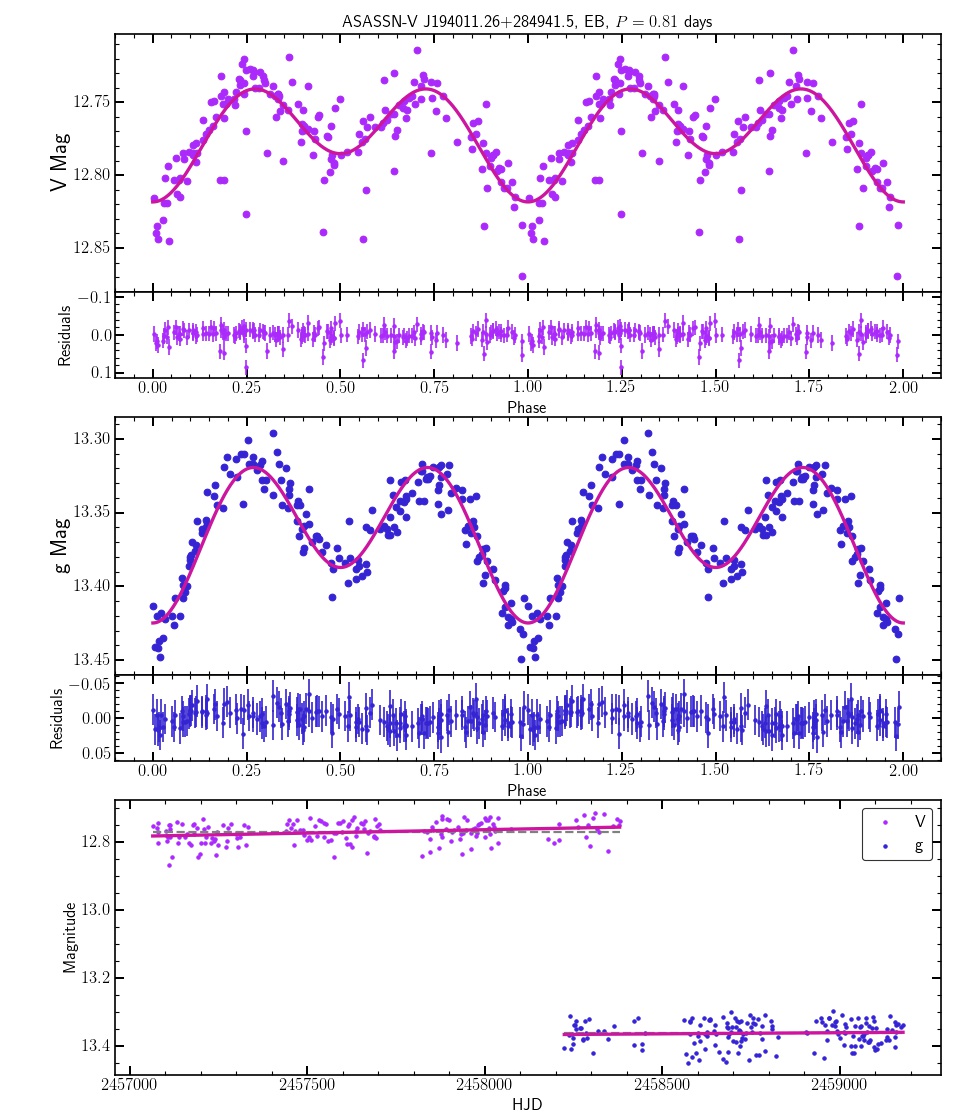 ASASSN-V J194011.26+284941.5, EB, P = 0.81 days
V Mag
12.75
12.80
12.85
Residuals
−0.1
0.0
0.1
0.00 0.25 0.50 0.75 1.00 1.25 1.50 1.75 2.00
Phase
g Mag
13.30
13.35
13.40
13.45
Residuals
−0.05
0.00
0.05
0.00 0.25 0.50 0.75 1.00 1.25 1.50 1.75 2.00
Phase
Magnitude
12.8
13.0
13.2
13.4
V
g
2457000 2457500 2458000 2458500 2459000
HJD